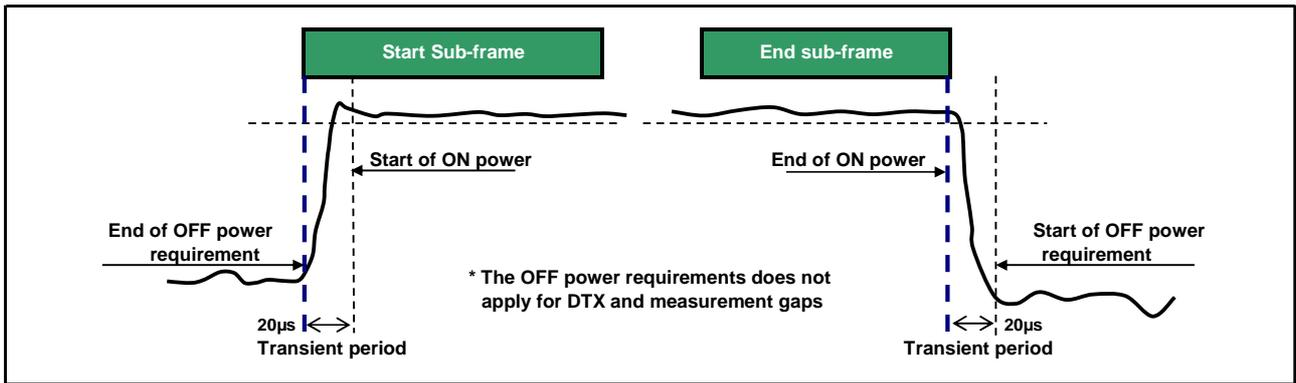 Start Sub-frame
End sub-frame
Start of ON power
End of ON power
End of OFF power
requirement
Start of OFF power
requirement
* The OFF power requirements does not
apply for DTX and measurement gaps
20µs
20µs
Transient period
Transient period